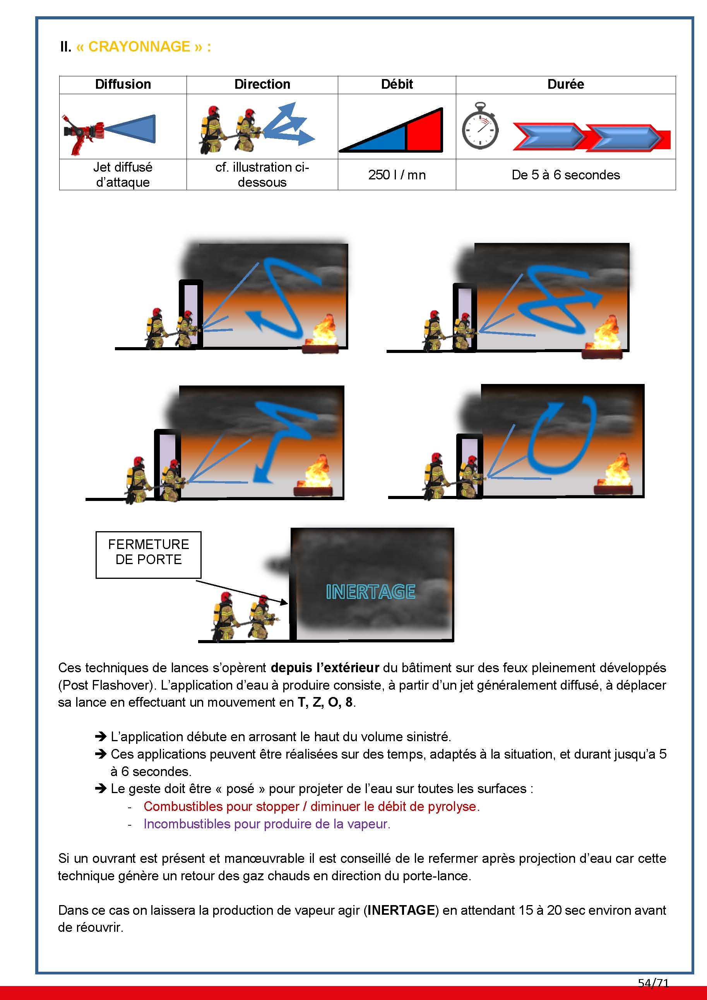 II. « CRAYONNAGE » :
Diffusion Direction Débit Durée
Jet diffusé
d’attaque
cf. illustration ci-
dessous
250 l / mn
De 5 à 6 secondes
FERMETURE
DE PORTE
INERTAGE
Ces techniques de lances s’opèrent depuis l’extérieur du bâtiment sur des feux pleinement développés
(Post Flashover). L’application d’eau à produire consiste, à partir d’un jet généralement diffusé, à déplacer
sa lance en effectuant un mouvement en T, Z, O, 8.
➔ L’application débute en arrosant le haut du volume sinistré.
➔ Ces applications peuvent être réalisées sur des temps, adaptés à la situation, et durant jusqu’a 5
à 6 secondes.
➔ Le geste doit être « posé » pour projeter de l’eau sur toutes les surfaces :
- Combustibles pour stopper / diminuer le débit de pyrolyse.
- Incombustibles pour produire de la vapeur.
Si un ouvrant est présent et manœuvrable il est conseillé de le refermer après projection d’eau car cette
technique génère un retour des gaz chauds en direction du porte-lance.
Dans ce cas on laissera la production de vapeur agir (INERTAGE) en attendant 15 à 20 sec environ avant
de réouvrir.
54/71